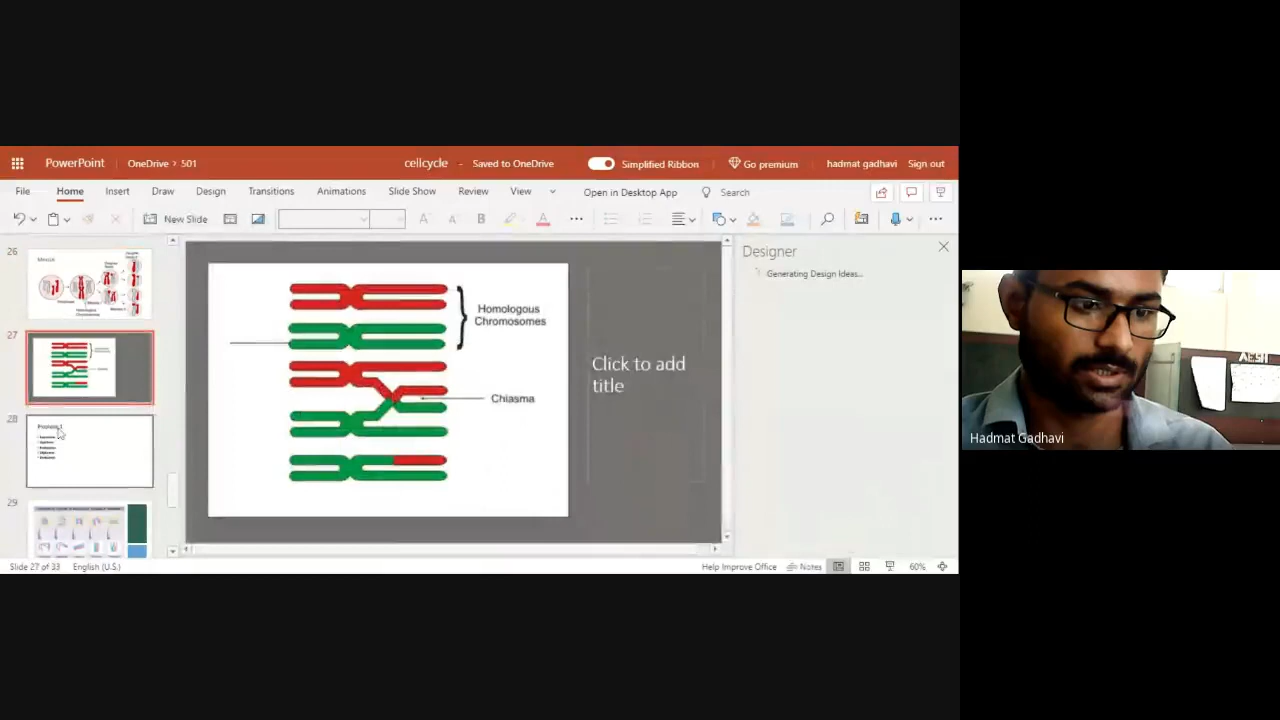 PowerPoint
OneDrive > 501
cellcycle - Saved to OneDrive
Simplified Ribbon
Go premium
hadmat gadhavi
Sign out
File
Home
Insert
Draw
Design
Transitions
Animations
Slide Show
Review
View
Open in Desktop App
Search
New Slide
26
Meiosis
27
28
29
Homologous
Chromosomes
Chiasma
Click to add
title
Designer
Generating Design Ideas...
Hadmat Gadhavi
Slide 27 of 33
English (U.S.)
Help Improve Office
Notes
60%